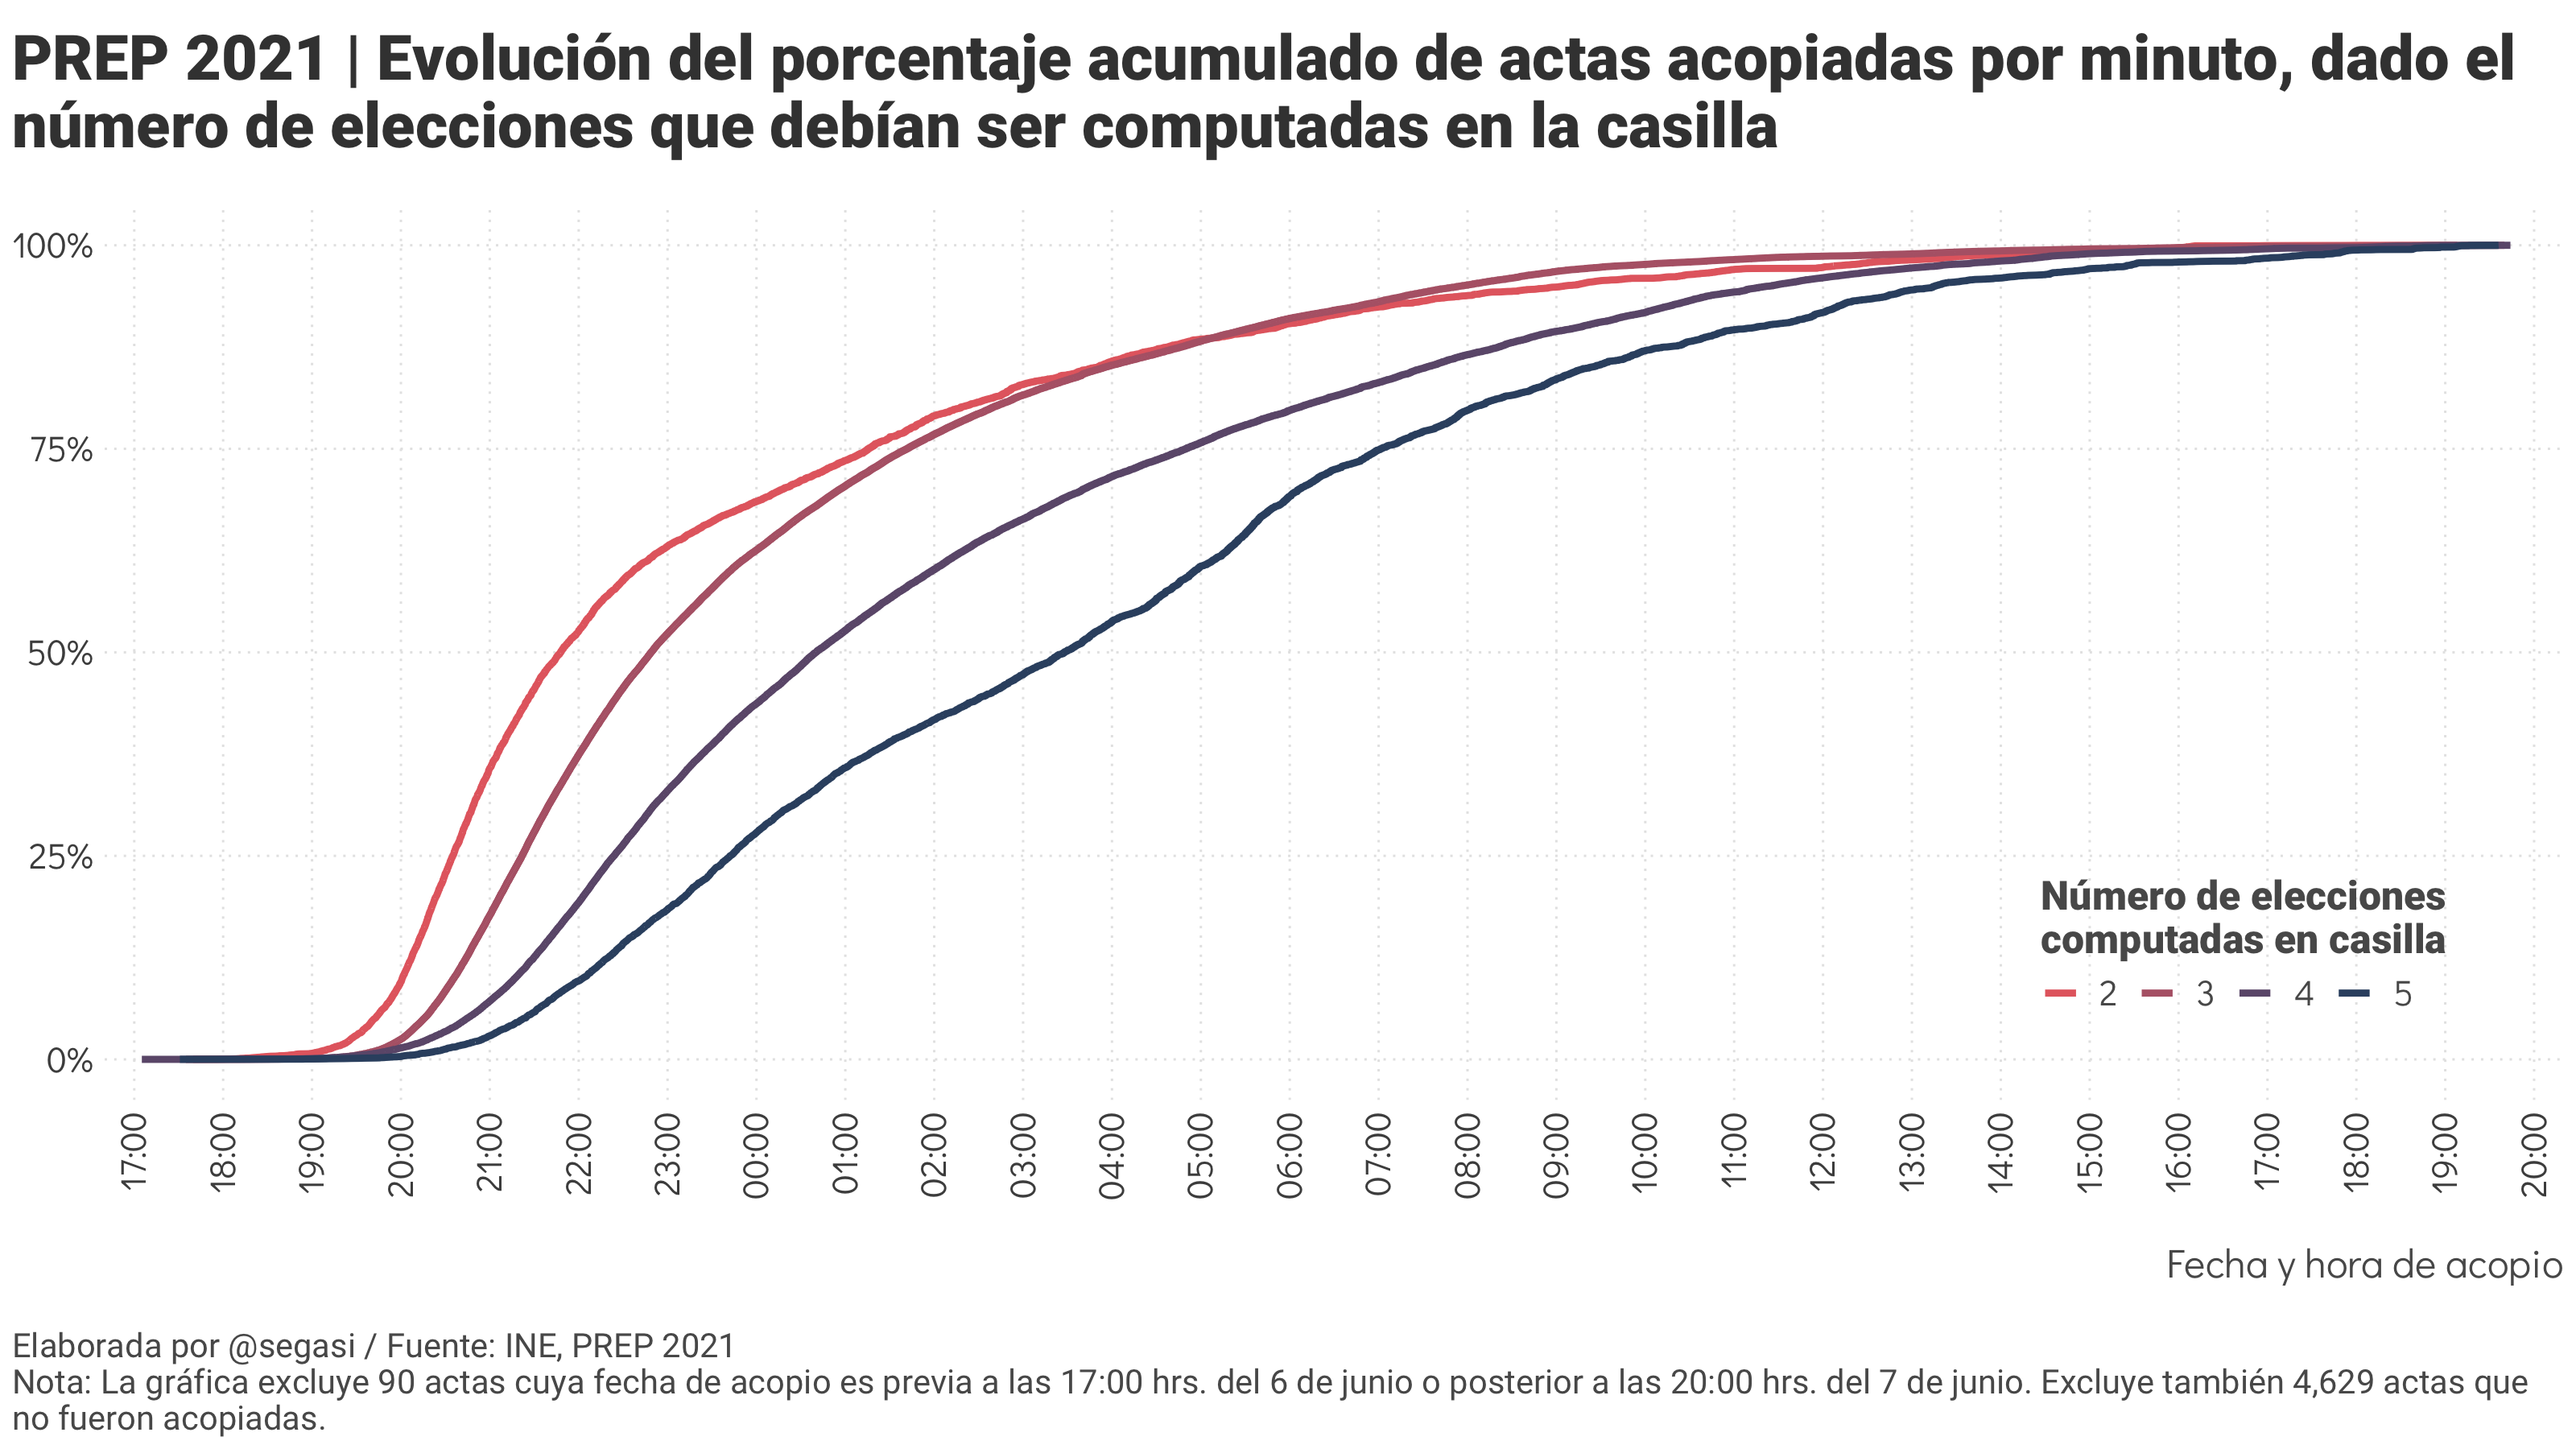 PREP 2021 | Evolución del porcentaje acumulado de actas acopiadas por minuto, dado el
número de elecciones que debían ser computadas en la casilla
100%
75%
50%
25%
0%
Número de elecciones
computadas en casilla
2 3 4 5
17:00 18:00 19:00 20:00 21:00 22:00 23:00 00:00 01:00 02:00 03:00 04:00 05:00 06:00 07:00 08:00 09:00 10:00 11:00 12:00 13:00 14:00 15:00 16:00 17:00 18:00 19:00 20:00
Fecha y hora de acopio
Elaborada por @segasi / Fuente: INE, PREP 2021
Nota: La gráfica excluye 90 actas cuya fecha de acopio es previa a las 17:00 hrs. del 6 de junio o posterior a las 20:00 hrs. del 7 de junio. Excluye también 4,629 actas que
no fueron acopiadas.